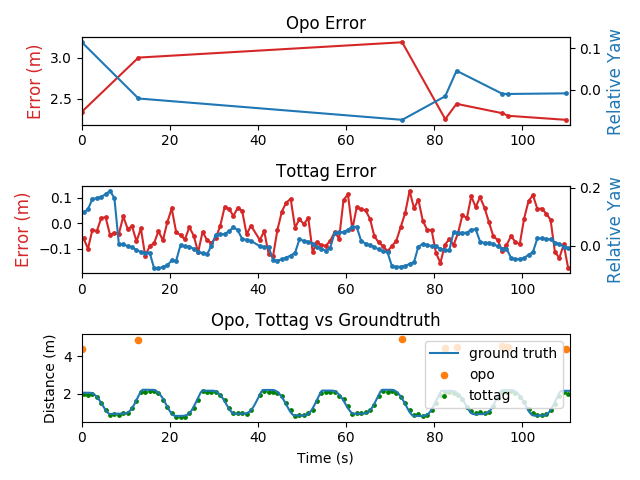 Opo Error
Error (m)
3.0
2.5
0.1
0.0
Relative Yaw
0 20 40 60 80 100
Tottag Error
Error (m)
0.1
0.0
−0.1
0.2
0.0
Relative Yaw
0 20 40 60 80 100
Opo, Tottag vs Groundtruth
Distance (m)
4
2
ground truth
opo
tottag
0 20 40 60 80 100
Time (s)